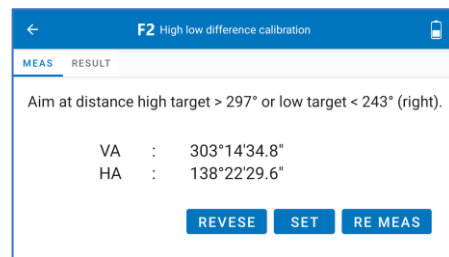 ← F2 High low difference calibration
MEAS RESULT
Aim at distance high target > 297° or low target < 243° (right).
VA : 303°14'34.8"
HA : 138°22'29.6"
REVESE SET RE MEAS